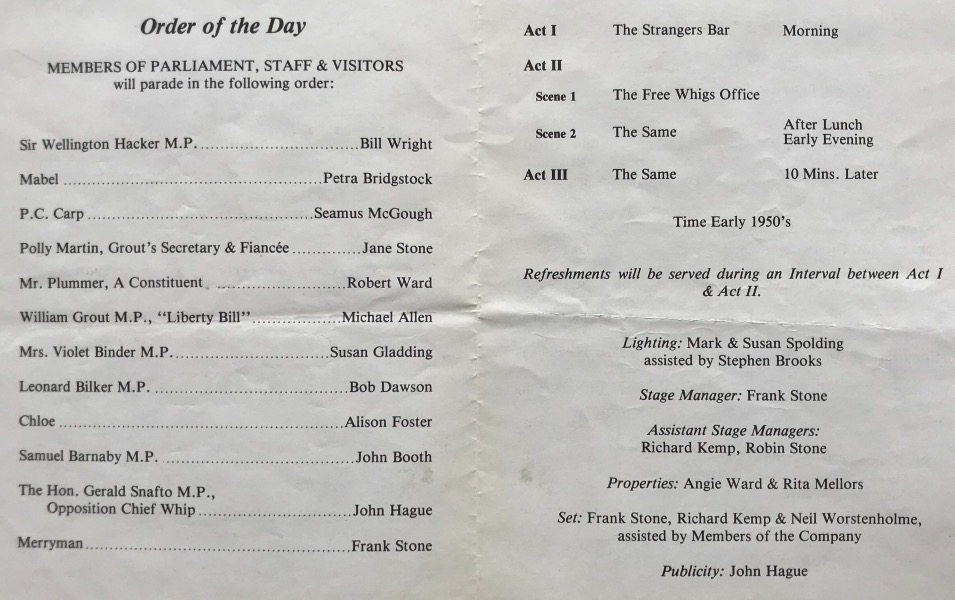 Order of the Day
MEMBERS OF PARLIAMENT, STAFF & VISITORS
will parade in the following order:
Sir Wellington Hacker M.P. ..............................Bill Wright
Mabel ..................................................Petra Bridgstock
P.C. Carp ............................................Seamus McGough
Polly Martin, Grout's Secretary & Fiancée .............Jane Stone
Mr. Plummer, A Constituent .........................Robert Ward
William Grout M.P., "Liberty Bill" .................Michael Allen
Mrs. Violet Binder M.P. ..............................Susan Gladding
Leonard Bilker M.P. .....................................Bob Dawson
Chloe .......................................................Alison Foster
Samuel Barnaby M.P. .....................................John Booth
The Hon. Gerald Snafto M.P.,
Opposition Chief Whip ..............................John Hague
Merryman ...................................................Frank Stone
Act I The Strangers Bar Morning
Act II
Scene 1 The Free Whigs Office
Scene 2 The Same After Lunch
Early Evening
Act III The Same 10 Mins. Later
Time Early 1950's
Refreshments will be served during an Interval between Act I
& Act II.
Lighting: Mark & Susan Spolding
assisted by Stephen Brooks
Stage Manager: Frank Stone
Assistant Stage Managers:
Richard Kemp, Robin Stone
Properties: Angie Ward & Rita Mellors
Set: Frank Stone, Richard Kemp & Neil Worstenholme,
assisted by Members of the Company
Publicity: John Hague